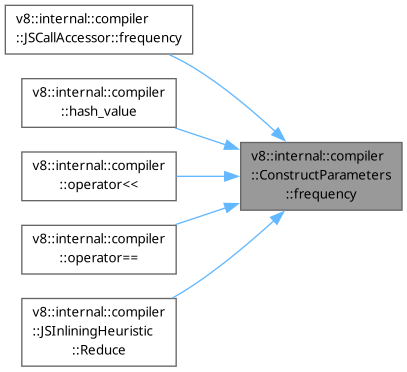 v8::internal::compiler
::JSCallAccessor::frequency
v8::internal::compiler
::hash_value
v8::internal::compiler
::operator<<
v8::internal::compiler
::operator==
v8::internal::compiler
::JSInliningHeuristic
::Reduce
v8::internal::compiler
::ConstructParameters
::frequency